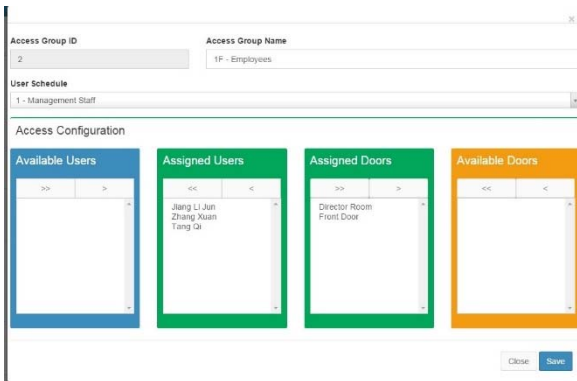 ×
Access Group ID
Access Group Name
2
1F - Employees
User Schedule
1 - Management Staff
Access Configuration
Available Users
Assigned Users
Assigned Doors
Available Doors
>> >
<< <
>> >
<< <
Jiang Li Jun
Zhang Xuan
Tang Qi
Director Room
Front Door
Close
Save